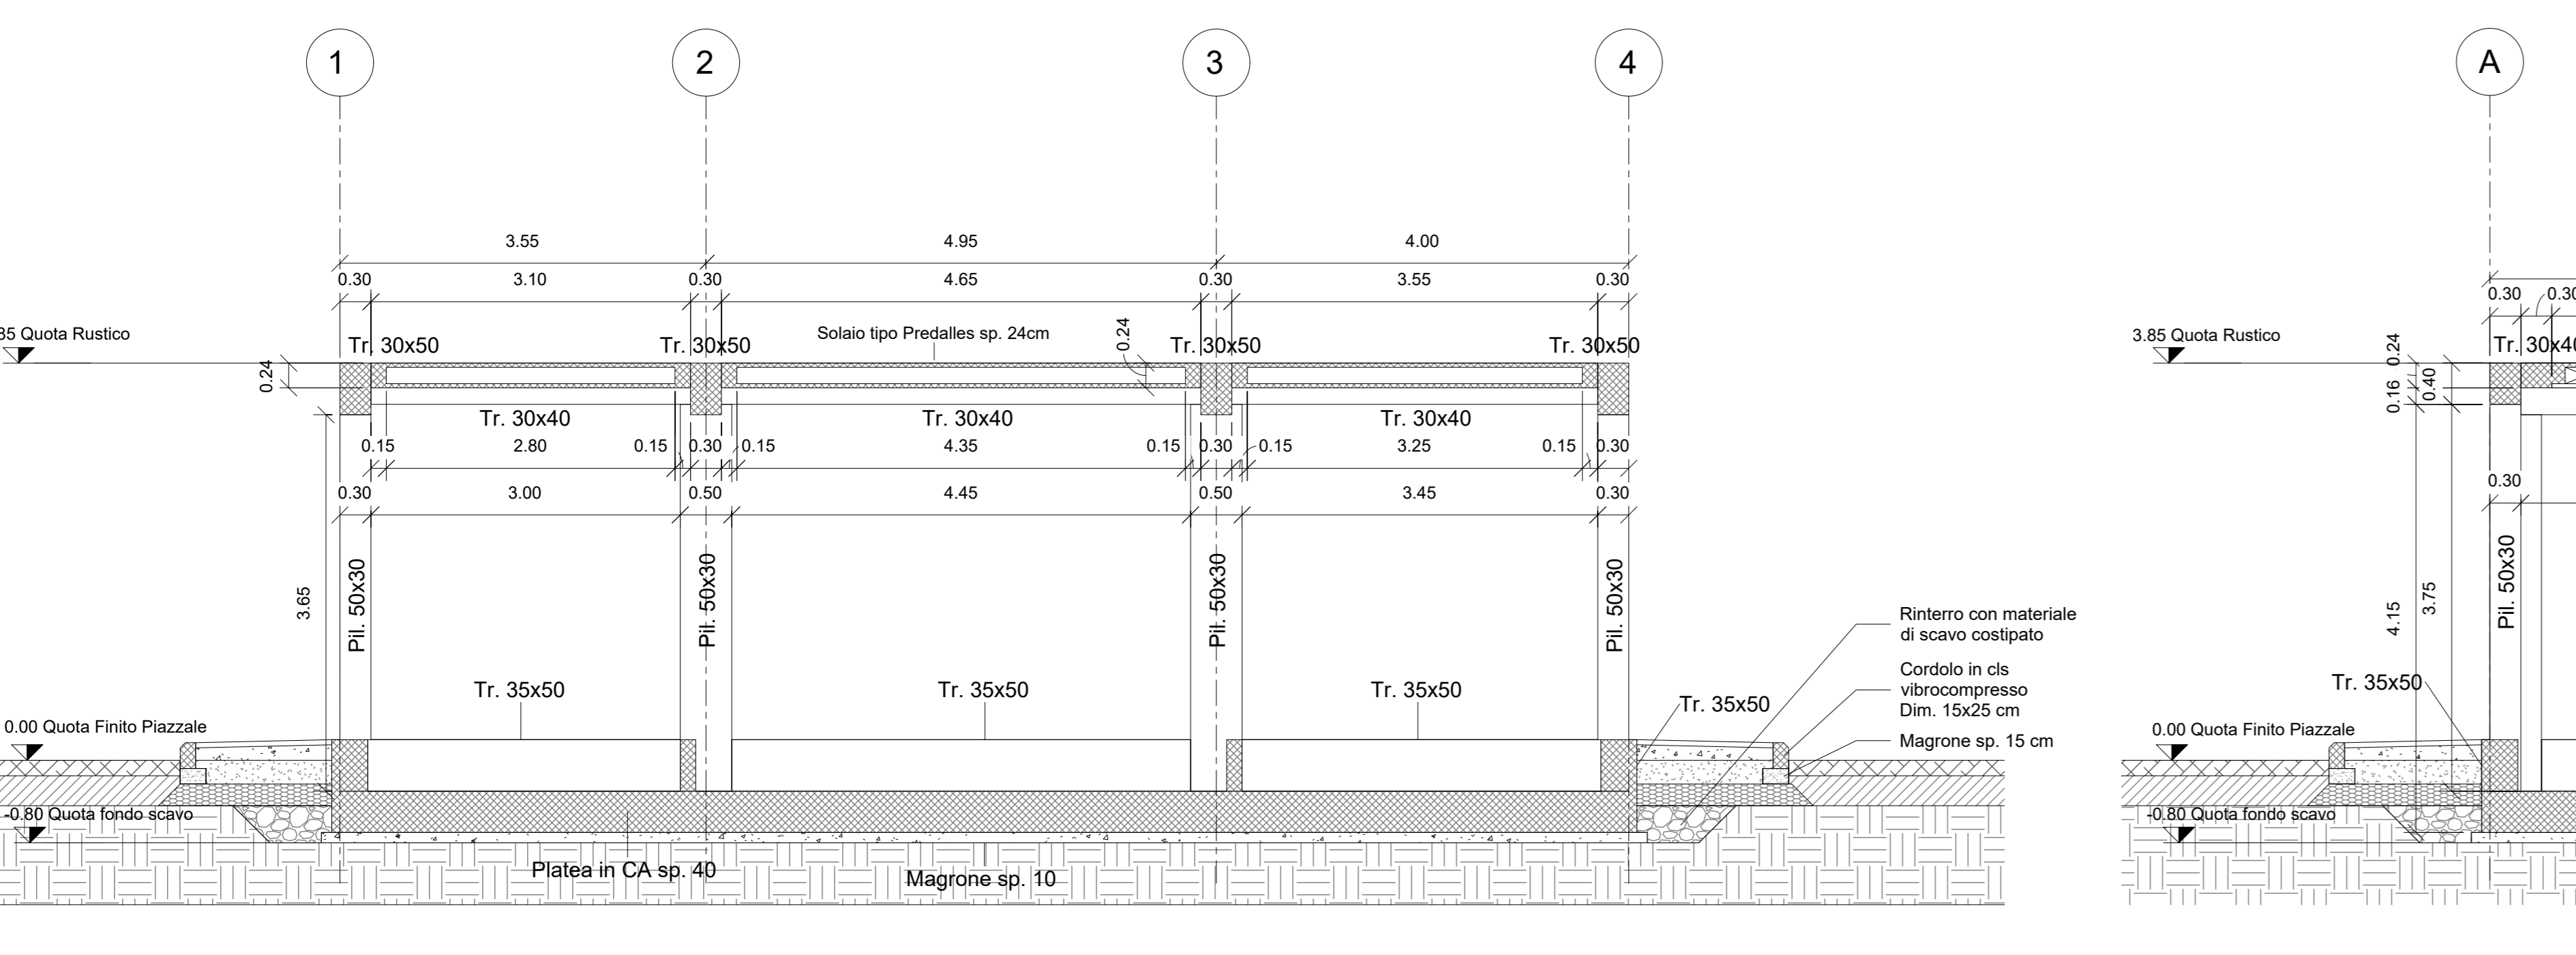 1 2 3 4 A
3.55 4.95 4.00
0.30 3.10 0.30 4.65 0.30 3.55 0.30
0.30 0.30
85 Quota Rustico
Tr. 30x50 Tr. 30x50 Solaio tipo Predalles sp. 24cm 0.24 Tr. 30x50 Tr. 30x50
3.85 Quota Rustico
0.24 Tr. 30x40
0.24
0.16 0.40
Tr. 30x40 Tr. 30x40 Tr. 30x40
0.15 2.80 0.15 0.30 0.15 4.35 0.15 0.30 0.15 3.25 0.15 0.30
0.30 3.00 0.50 4.45 0.50 3.45 0.30
0.30
3.65
Pil. 50x30 Pil. 50x30 Pil. 50x30 Pil. 50x30
4.15 3.75 Pil. 50x30
Rinterro con materiale
di scavo costipato
Cordolo in cls
vibrocompresso
Dim. 15x25 cm
Magrone sp. 15 cm
Tr. 35x50 Tr. 35x50 Tr. 35x50 Tr. 35x50
Tr. 35x50
0.00 Quota Finito Piazzale
0.00 Quota Finito Piazzale
-0.80 Quota fondo scavo
-0.80 Quota fondo scavo
Platea in CA sp. 40
Magrone sp. 10